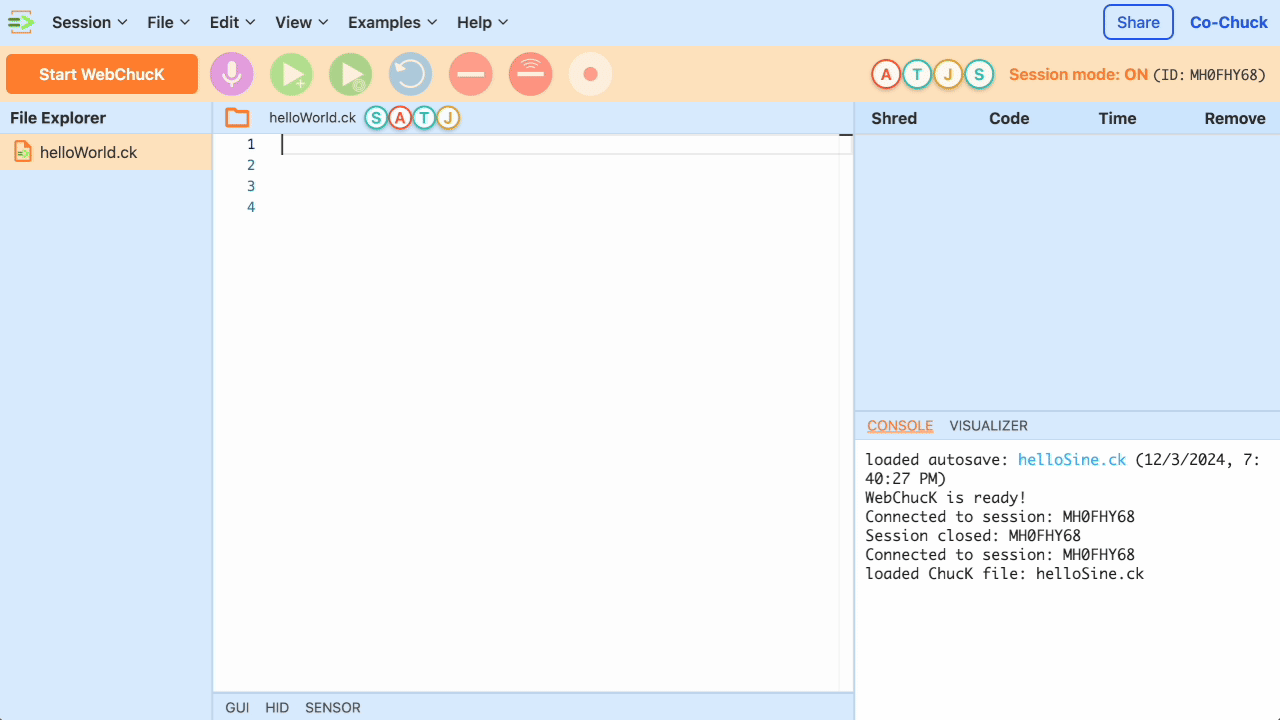 Session File Edit View Examples Help Share Co-Chuck
Start WebChucK A T J S Session mode: ON (ID: MH0FHY68)
File Explorer
helloWorld.ck
helloWorld.ck S A T J
1
2
3
4
GUI HID SENSOR
Shred Code Time Remove
CONSOLE VISUALIZER
loaded autosave: helloSine.ck (12/3/2024, 7:
40:27 PM)
WebChucK is ready!
Connected to session: MH0FHY68
Session closed: MH0FHY68
Connected to session: MH0FHY68
loaded ChucK file: helloSine.ck